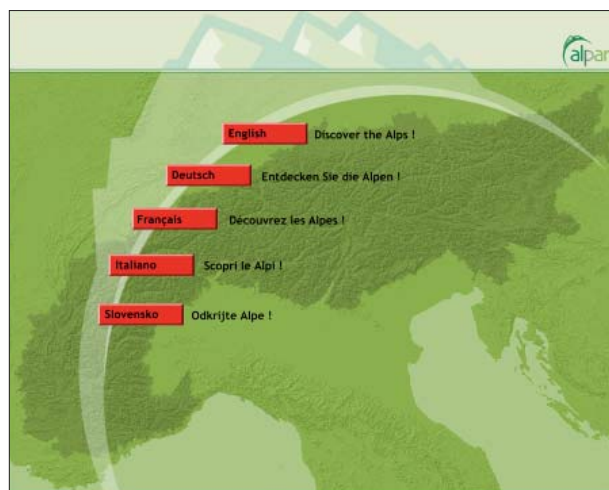 alpar
English Discover the Alps !
Deutsch Entdecken Sie die Alpen !
Français Découvrez les Alpes !
Italiano Scopri le Alpi !
Slovensko Odkrijte Alpe !